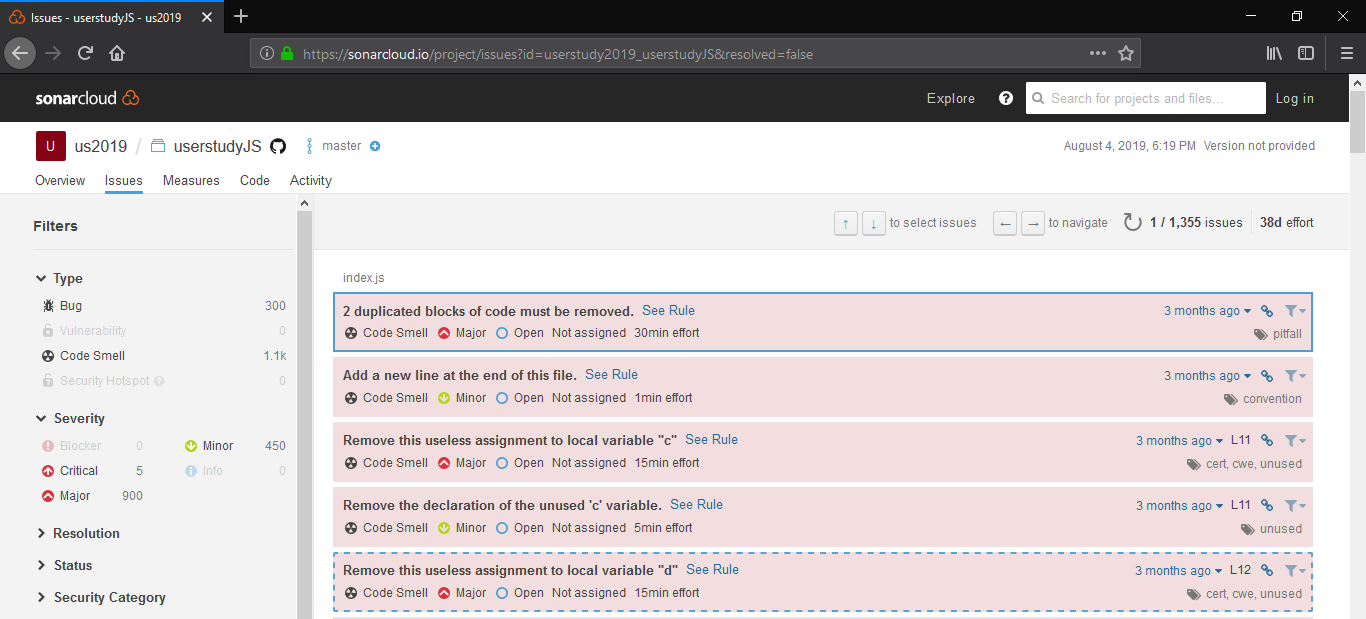 Issues - userstudyJS - us2019
https://sonarcloud.io/project/issues?id=userstudy2019_userstudyJS&resolved=false
sonarcloud
Explore
Search for projects and files...
Log in
U us2019 / userstudyJS master
August 4, 2019, 6:19 PM Version not provided
Overview Issues Measures Code Activity
Filters
↑ ↓ to select issues ← → to navigate 1 / 1,355 issues 38d effort
Type
Bug 300
Vulnerability 0
Code Smell 1.1k
Security Hotspot 0
Severity
Blocker 0 Minor 450
Critical 5 Info 0
Major 900
Resolution
Status
Security Category
index.js
2 duplicated blocks of code must be removed. See Rule 3 months ago
Code Smell Major Open Not assigned 30min effort pitfall
Add a new line at the end of this file. See Rule 3 months ago
Code Smell Minor Open Not assigned 1min effort convention
Remove this useless assignment to local variable "c" See Rule 3 months ago L11
Code Smell Major Open Not assigned 15min effort cert, cwe, unused
Remove the declaration of the unused 'c' variable. See Rule 3 months ago L11
Code Smell Minor Open Not assigned 5min effort unused
Remove this useless assignment to local variable "d" See Rule 3 months ago L12
Code Smell Major Open Not assigned 15min effort cert, cwe, unused